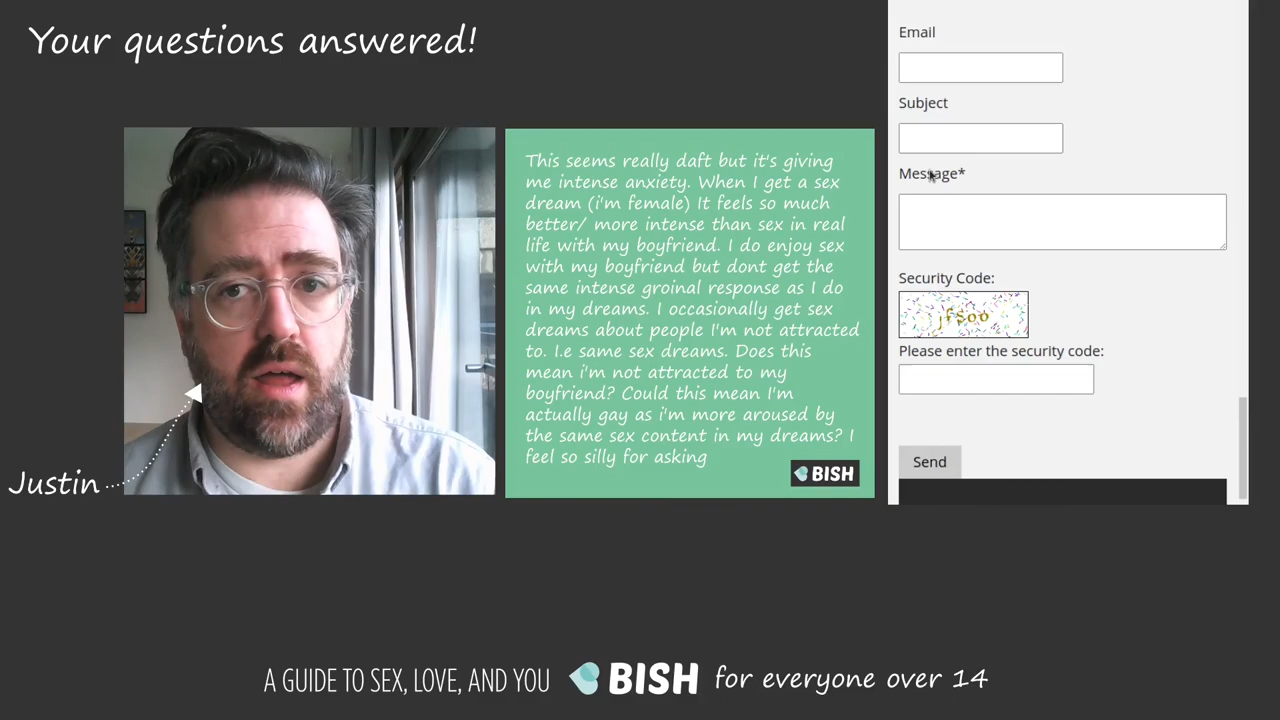 Your questions answered!
Justin
This seems really daft but it's giving
me intense anxiety. When I get a sex
dream (i'm female) It feels so much
better/ more intense than sex in real
life with my boyfriend. I do enjoy sex
with my boyfriend but dont get the
same intense groinal response as I do
in my dreams. I occasionally get sex
dreams about people I'm not attracted
to. I.e same sex dreams. Does this
mean i'm not attracted to my
boyfriend? Could this mean I'm
actually gay as i'm more aroused by
the same sex content in my dreams? I
feel so silly for asking
BISH
Email
Subject
Message*
Security Code:
Please enter the security code:
Send
A GUIDE TO SEX, LOVE, AND YOU BISH for everyone over 14